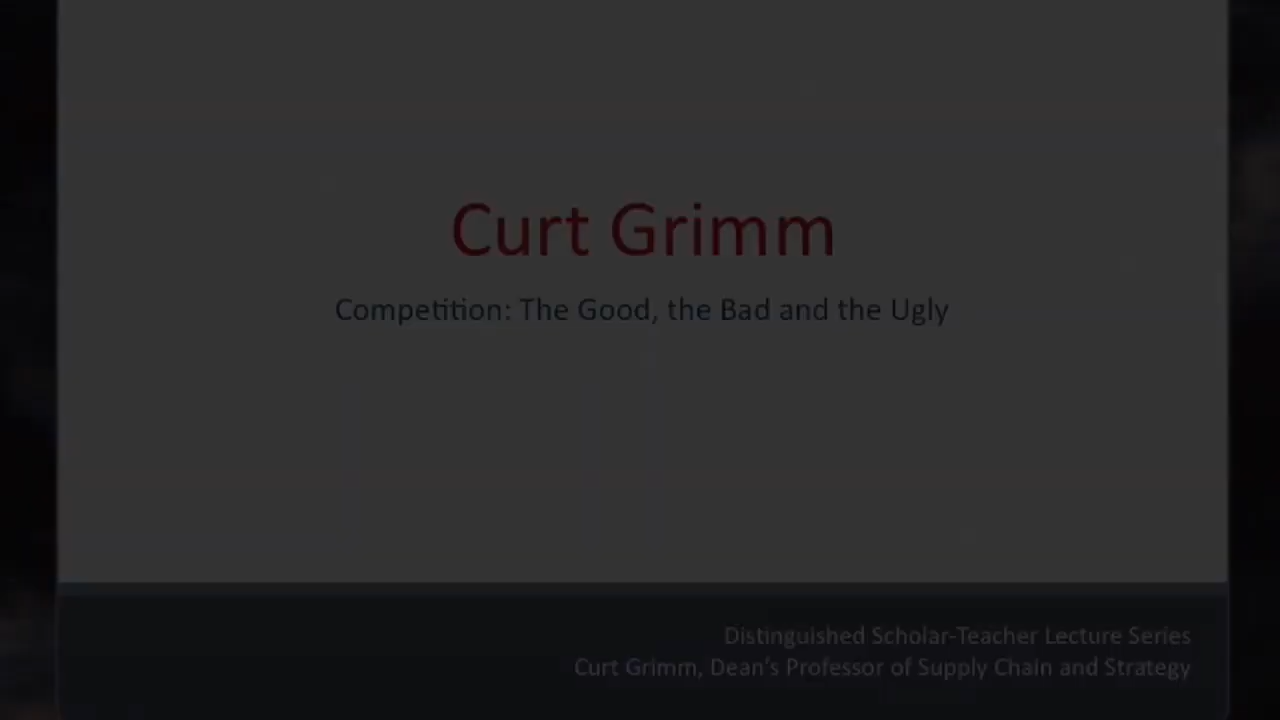 Curt Grimm
Competition: The Good, the Bad and the Ugly
Distinguished Scholar-Teacher Lecture Series
Curt Grimm, Dean’s Professor of Supply Chain and Strategy